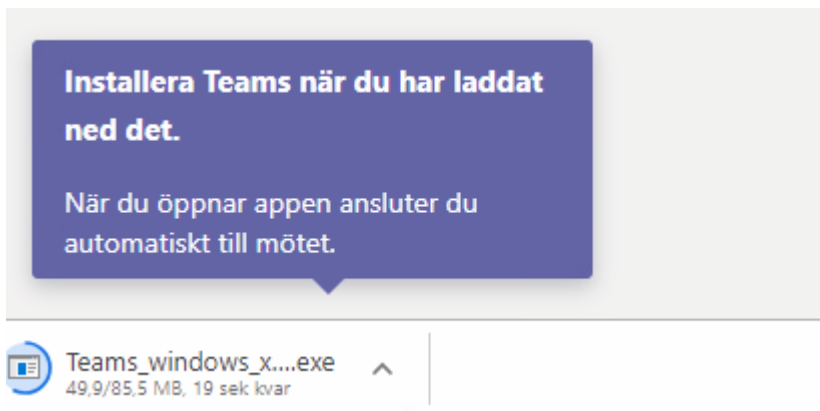 Installera Teams när du har laddat
ned det.
När du öppnar appen ansluter du
automatiskt till mötet.
Teams_windows_x....exe
49,9/85,5 MB, 19 sek kvar